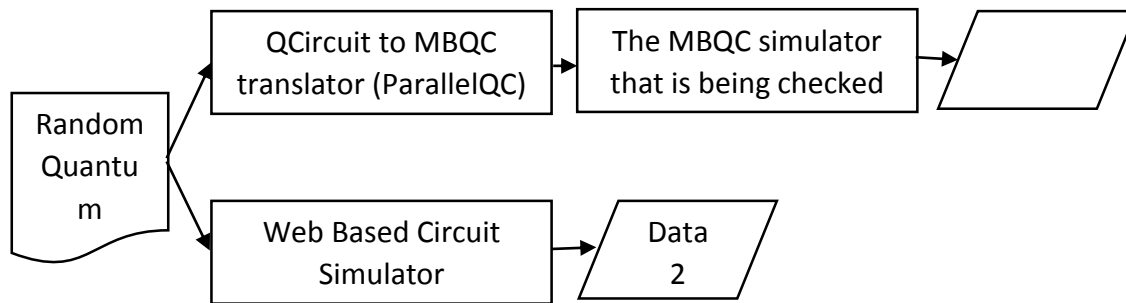 QCircuit to MBQC
translator (ParallelQC)
The MBQC simulator
that is being checked
Random
Quantu
m
Web Based Circuit
Simulator
Data
2